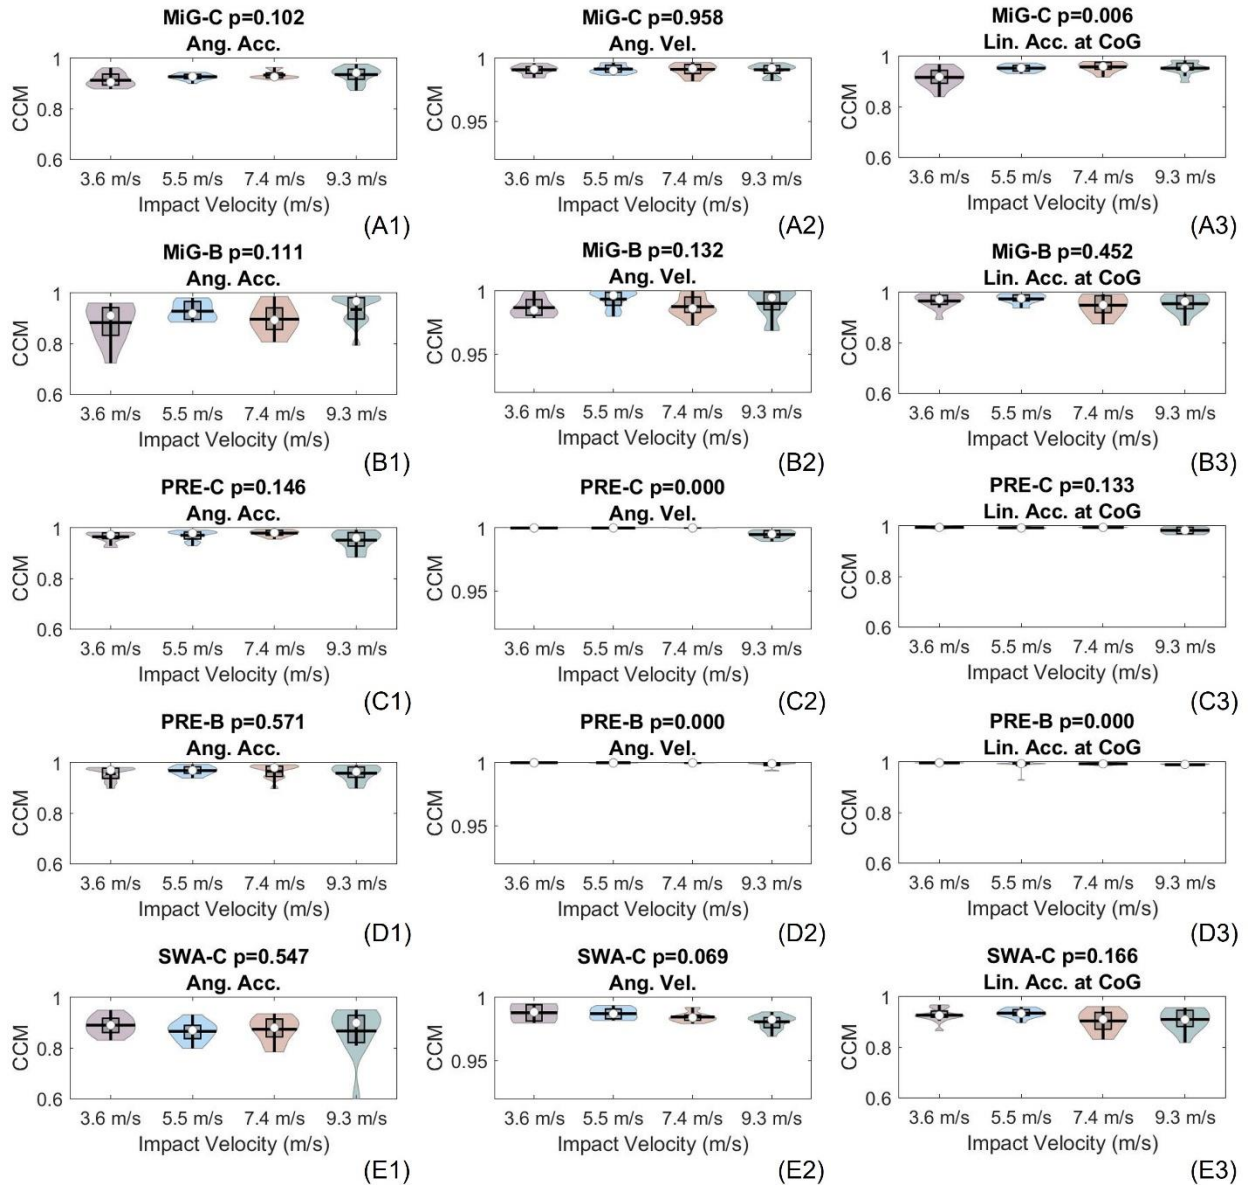 MiG-C p=0.102
Ang. Acc.
1
0.8
0.6
CCM
3.6 m/s 5.5 m/s 7.4 m/s 9.3 m/s
Impact Velocity (m/s)
(A1)
MiG-C p=0.958
Ang. Vel.
1
0.95
CCM
3.6 m/s 5.5 m/s 7.4 m/s 9.3 m/s
Impact Velocity (m/s)
(A2)
MiG-C p=0.006
Lin. Acc. at CoG
1
0.8
0.6
CCM
3.6 m/s 5.5 m/s 7.4 m/s 9.3 m/s
Impact Velocity (m/s)
(A3)
MiG-B p=0.111
Ang. Acc.
1
0.8
0.6
CCM
3.6 m/s 5.5 m/s 7.4 m/s 9.3 m/s
Impact Velocity (m/s)
(B1)
MiG-B p=0.132
Ang. Vel.
1
0.95
CCM
3.6 m/s 5.5 m/s 7.4 m/s 9.3 m/s
Impact Velocity (m/s)
(B2)
MiG-B p=0.452
Lin. Acc. at CoG
1
0.8
0.6
CCM
3.6 m/s 5.5 m/s 7.4 m/s 9.3 m/s
Impact Velocity (m/s)
(B3)
PRE-C p=0.146
Ang. Acc.
1
0.8
0.6
CCM
3.6 m/s 5.5 m/s 7.4 m/s 9.3 m/s
Impact Velocity (m/s)
(C1)
PRE-C p=0.000
Ang. Vel.
1
0.95
CCM
3.6 m/s 5.5 m/s 7.4 m/s 9.3 m/s
Impact Velocity (m/s)
(C2)
PRE-C p=0.133
Lin. Acc. at CoG
1
0.8
0.6
CCM
3.6 m/s 5.5 m/s 7.4 m/s 9.3 m/s
Impact Velocity (m/s)
(C3)
PRE-B p=0.571
Ang. Acc.
1
0.8
0.6
CCM
3.6 m/s 5.5 m/s 7.4 m/s 9.3 m/s
Impact Velocity (m/s)
(D1)
PRE-B p=0.000
Ang. Vel.
1
0.95
CCM
3.6 m/s 5.5 m/s 7.4 m/s 9.3 m/s
Impact Velocity (m/s)
(D2)
PRE-B p=0.000
Lin. Acc. at CoG
1
0.8
0.6
CCM
3.6 m/s 5.5 m/s 7.4 m/s 9.3 m/s
Impact Velocity (m/s)
(D3)
SWA-C p=0.547
Ang. Acc.
1
0.8
0.6
CCM
3.6 m/s 5.5 m/s 7.4 m/s 9.3 m/s
Impact Velocity (m/s)
(E1)
SWA-C p=0.069
Ang. Vel.
1
0.95
CCM
3.6 m/s 5.5 m/s 7.4 m/s 9.3 m/s
Impact Velocity (m/s)
(E2)
SWA-C p=0.166
Lin. Acc. at CoG
1
0.8
0.6
CCM
3.6 m/s 5.5 m/s 7.4 m/s 9.3 m/s
Impact Velocity (m/s)
(E3)